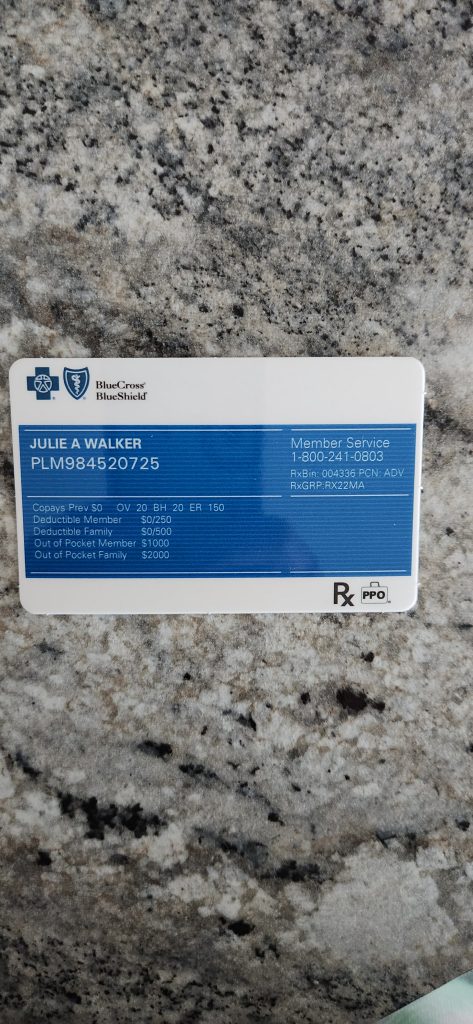 BlueCross
BlueShield
JULIE A WALKER
PLM984520725
Member Service
1-800-241-0803
RxBin: 004336 PCN: ADV
RxGRP:RX22MA
Copays Prev $0 OV 20 BH 20 ER 150
Deductible Member $0/250
Deductible Family $0/500
Out of Pocket Member $1000
Out of Pocket Family $2000
Rx PPO